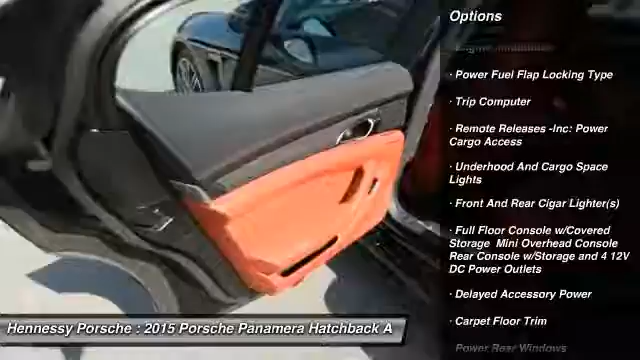 Options
Engine Immobilizer
· Power Fuel Flap Locking Type
· Trip Computer
· Remote Releases -Inc: Power
Cargo Access
· Underhood And Cargo Space
Lights
· Front And Rear Cigar Lighter(s)
· Full Floor Console w/Covered
Storage Mini Overhead Console
Rear Console w/Storage and 4 12V
DC Power Outlets
· Delayed Accessory Power
· Carpet Floor Trim
Power Rear Windows
Hennessy Porsche : 2015 Porsche Panamera Hatchback A